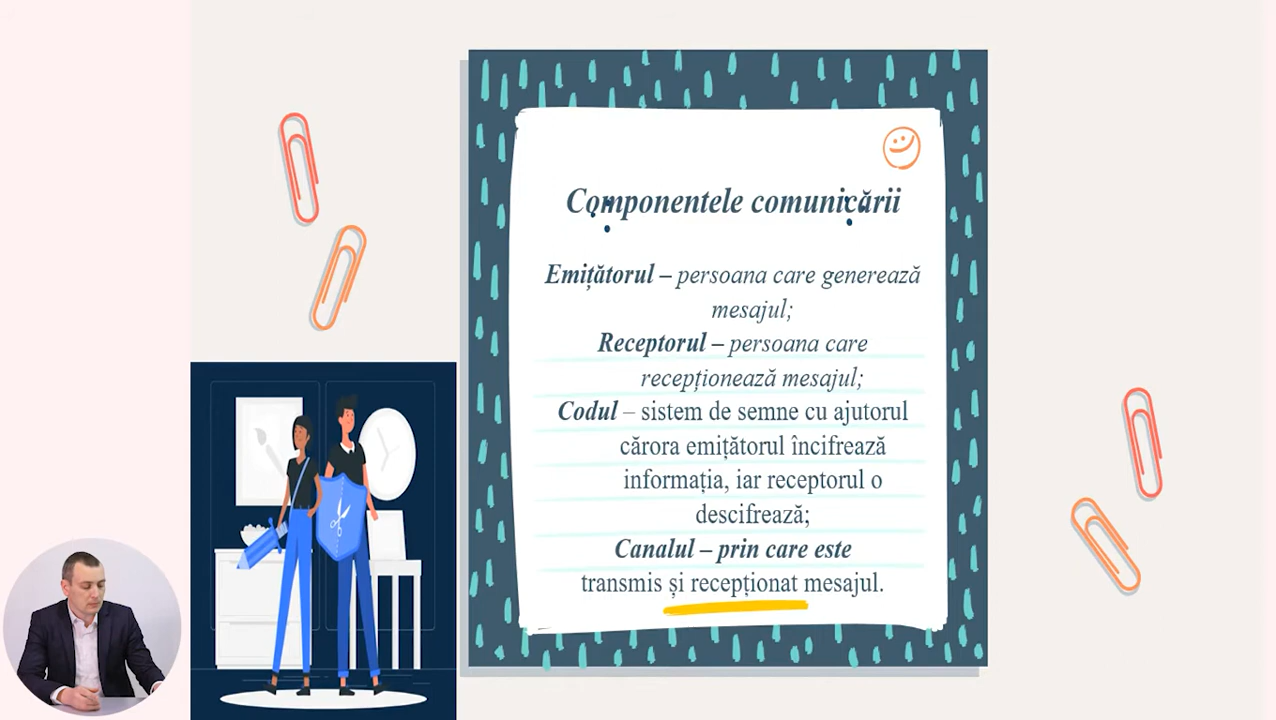 Componentele comunicării
Emițătorul – persoana care generează
mesajul;
Receptorul – persoana care
recepționează mesajul;
Codul – sistem de semne cu ajutorul
cărora emițătorul încifrează
informația, iar receptorul o
descifrează;
Canalul – prin care este
transmis și recepționat mesajul.